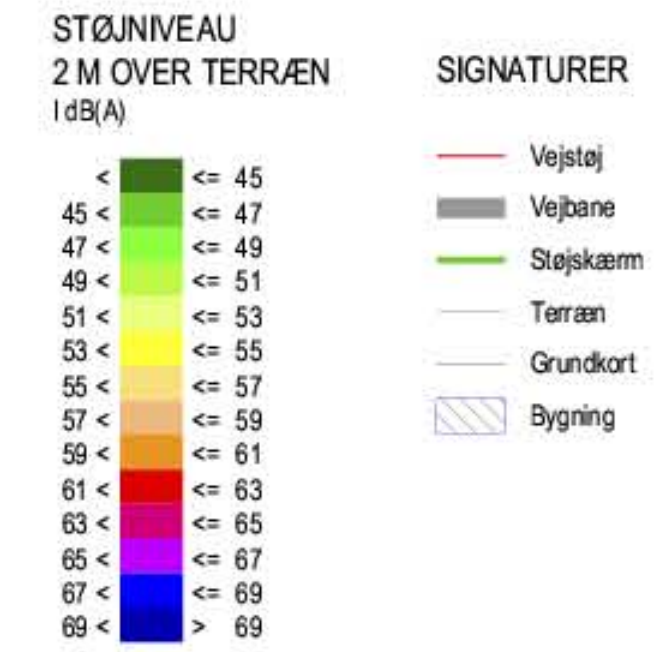 STØJNIVEAU
2 M OVER TERRÆN
I dB(A)
< <= 45
45 < <= 47
47 < <= 49
49 < <= 51
51 < <= 53
53 < <= 55
55 < <= 57
57 < <= 59
59 < <= 61
61 < <= 63
63 < <= 65
65 < <= 67
67 < <= 69
69 < > 69
SIGNATURER
Vejstøj
Vejbane
Støjskærm
Terræn
Grundkort
Bygning